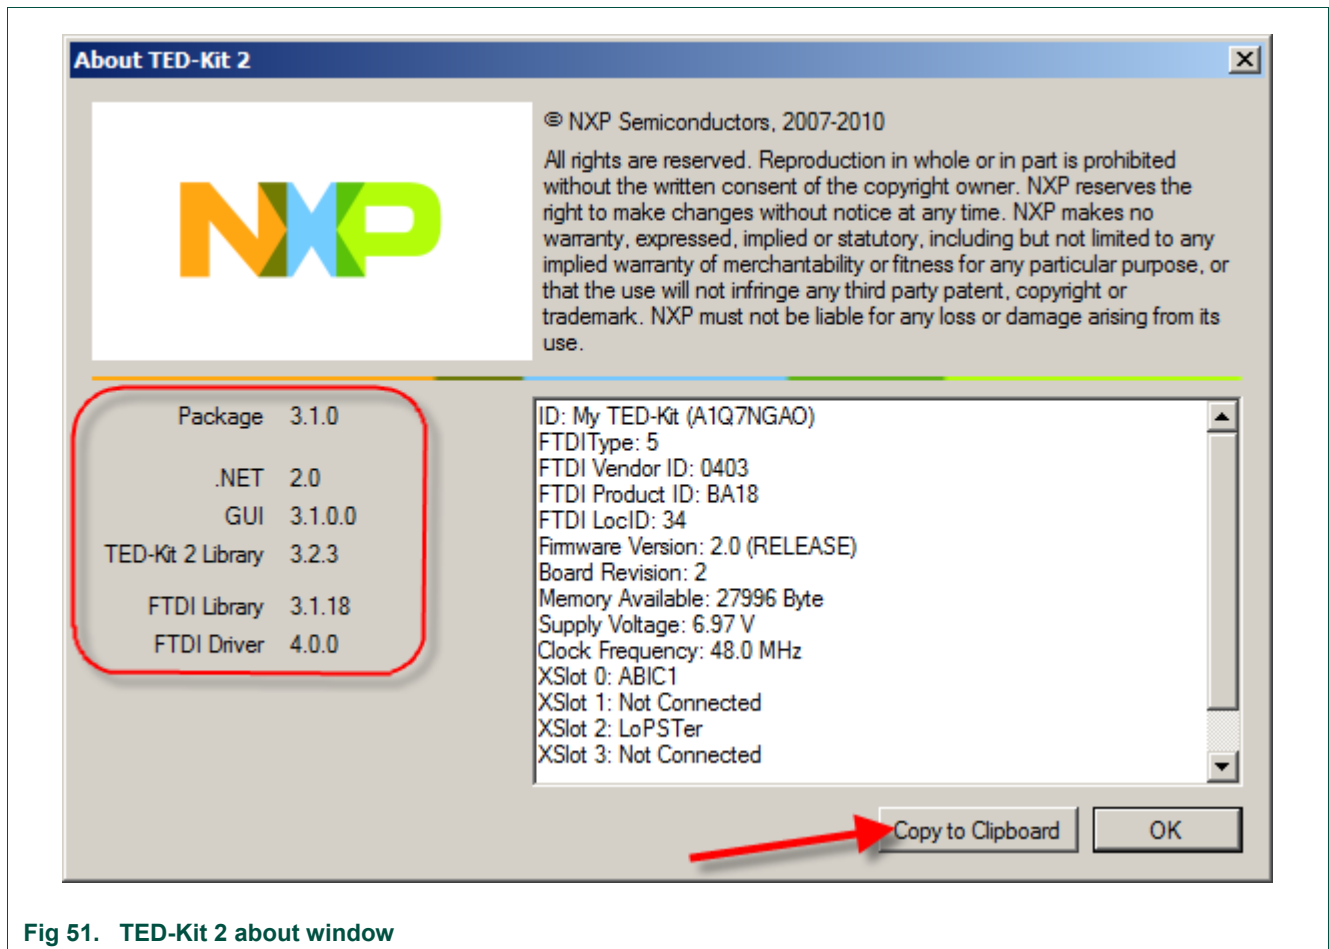 About TED-Kit 2
NXP
© NXP Semiconductors, 2007-2010
All rights are reserved. Reproduction in whole or in part is prohibited
without the written consent of the copyright owner. NXP reserves the
right to make changes without notice at any time. NXP makes no
warranty, expressed, implied or statutory, including but not limited to any
implied warranty of merchantability or fitness for any particular purpose, or
that the use will not infringe any third party patent, copyright or
trademark. NXP must not be liable for any loss or damage arising from its
use.
Package 3.1.0
.NET 2.0
GUI 3.1.0.0
TED-Kit 2 Library 3.2.3
FTDI Library 3.1.18
FTDI Driver 4.0.0
ID: My TED-Kit (A1Q7NGAO)
FTDIType: 5
FTDI Vendor ID: 0403
FTDI Product ID: BA18
FTDI LocID: 34
Firmware Version: 2.0 (RELEASE)
Board Revision: 2
Memory Available: 27996 Byte
Supply Voltage: 6.97 V
Clock Frequency: 48.0 MHz
XSlot 0: ABIC1
XSlot 1: Not Connected
XSlot 2: LoPSTer
XSlot 3: Not Connected
Copy to Clipboard
OK
Fig 51. TED-Kit 2 about window